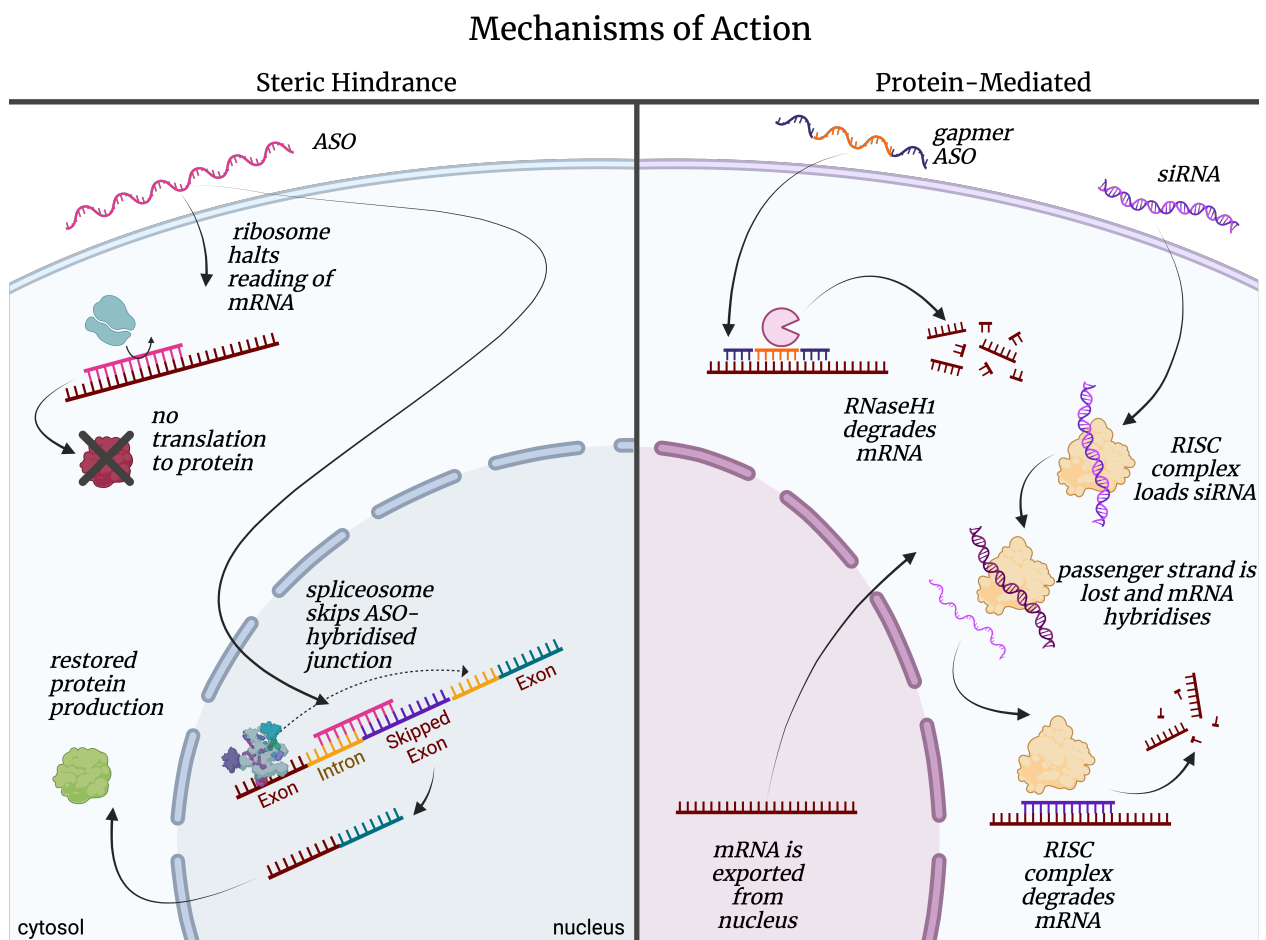 Mechanisms of Action
Steric Hindrance
Protein-Mediated
ASO
ribosome
halts
reading of
mRNA
no
translation
to protein
spliceosome
skips ASO-
hybridised
junction
restored
protein
production
Exon
Intron
Skipped
Exon
Exon
cytosol
nucleus
gapmer
ASO
siRNA
RNaseH1
degrades
mRNA
RISC
complex
loads siRNA
passenger strand is
lost and mRNA
hybridises
mRNA is
exported
from
nucleus
RISC
complex
degrades
mRNA